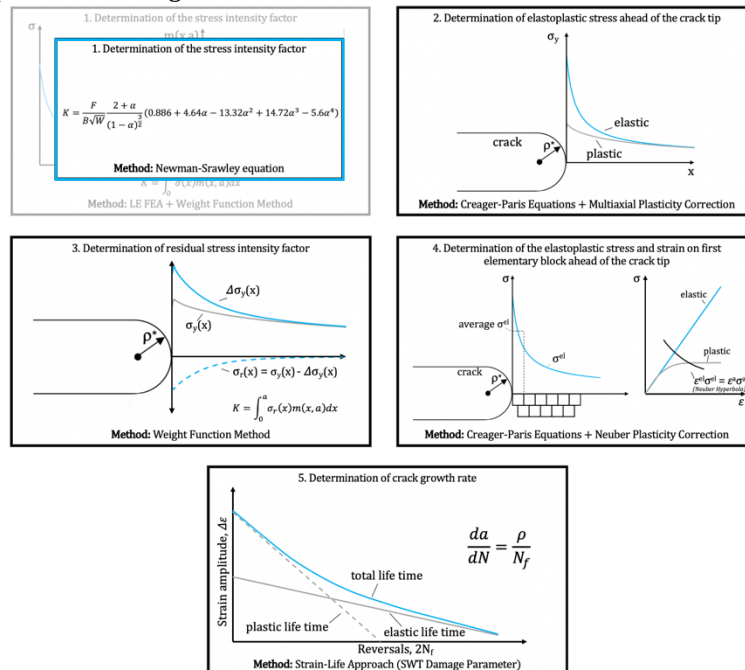 1. Determination of the stress intensity factor
σ
m(x,a)
1. Determination of the stress intensity factor
K = F/(B√W) (2 + α)/(1 − α)^(3/2) (0.886 + 4.64α − 13.32α² + 14.72α³ − 5.6α⁴)
Method: Newman-Srawley equation
K = ∫₀ σ(x)m(x,a)dx
Method: LE FEA + Weight Function Method
2. Determination of elastoplastic stress ahead of the crack tip
σy
elastic
crack
ρ*
plastic
x
Method: Creager-Paris Equations + Multiaxial Plasticity Correction
3. Determination of residual stress intensity factor
Δσy(x)
σy(x)
ρ*
σr(x) = σy(x) - Δσy(x)
K = ∫₀ᵃ σr(x)m(x,a)dx
Method: Weight Function Method
4. Determination of the elastoplastic stress and strain on first
elementary block ahead of the crack tip
σ
σ
elastic
average σᵉˡ
σᵉˡ
plastic
crack
ρ*
εᵉˡσᵉˡ = εᵃσᵃ
(Neuber Hyperbola)
ε
Method: Creager-Paris Equations + Neuber Plasticity Correction
5. Determination of crack growth rate
Strain amplitude, Δε
da/dN = ρ/Nf
total life time
plastic life time
elastic life time
Reversals, 2Nf
Method: Strain-Life Approach (SWT Damage Parameter)